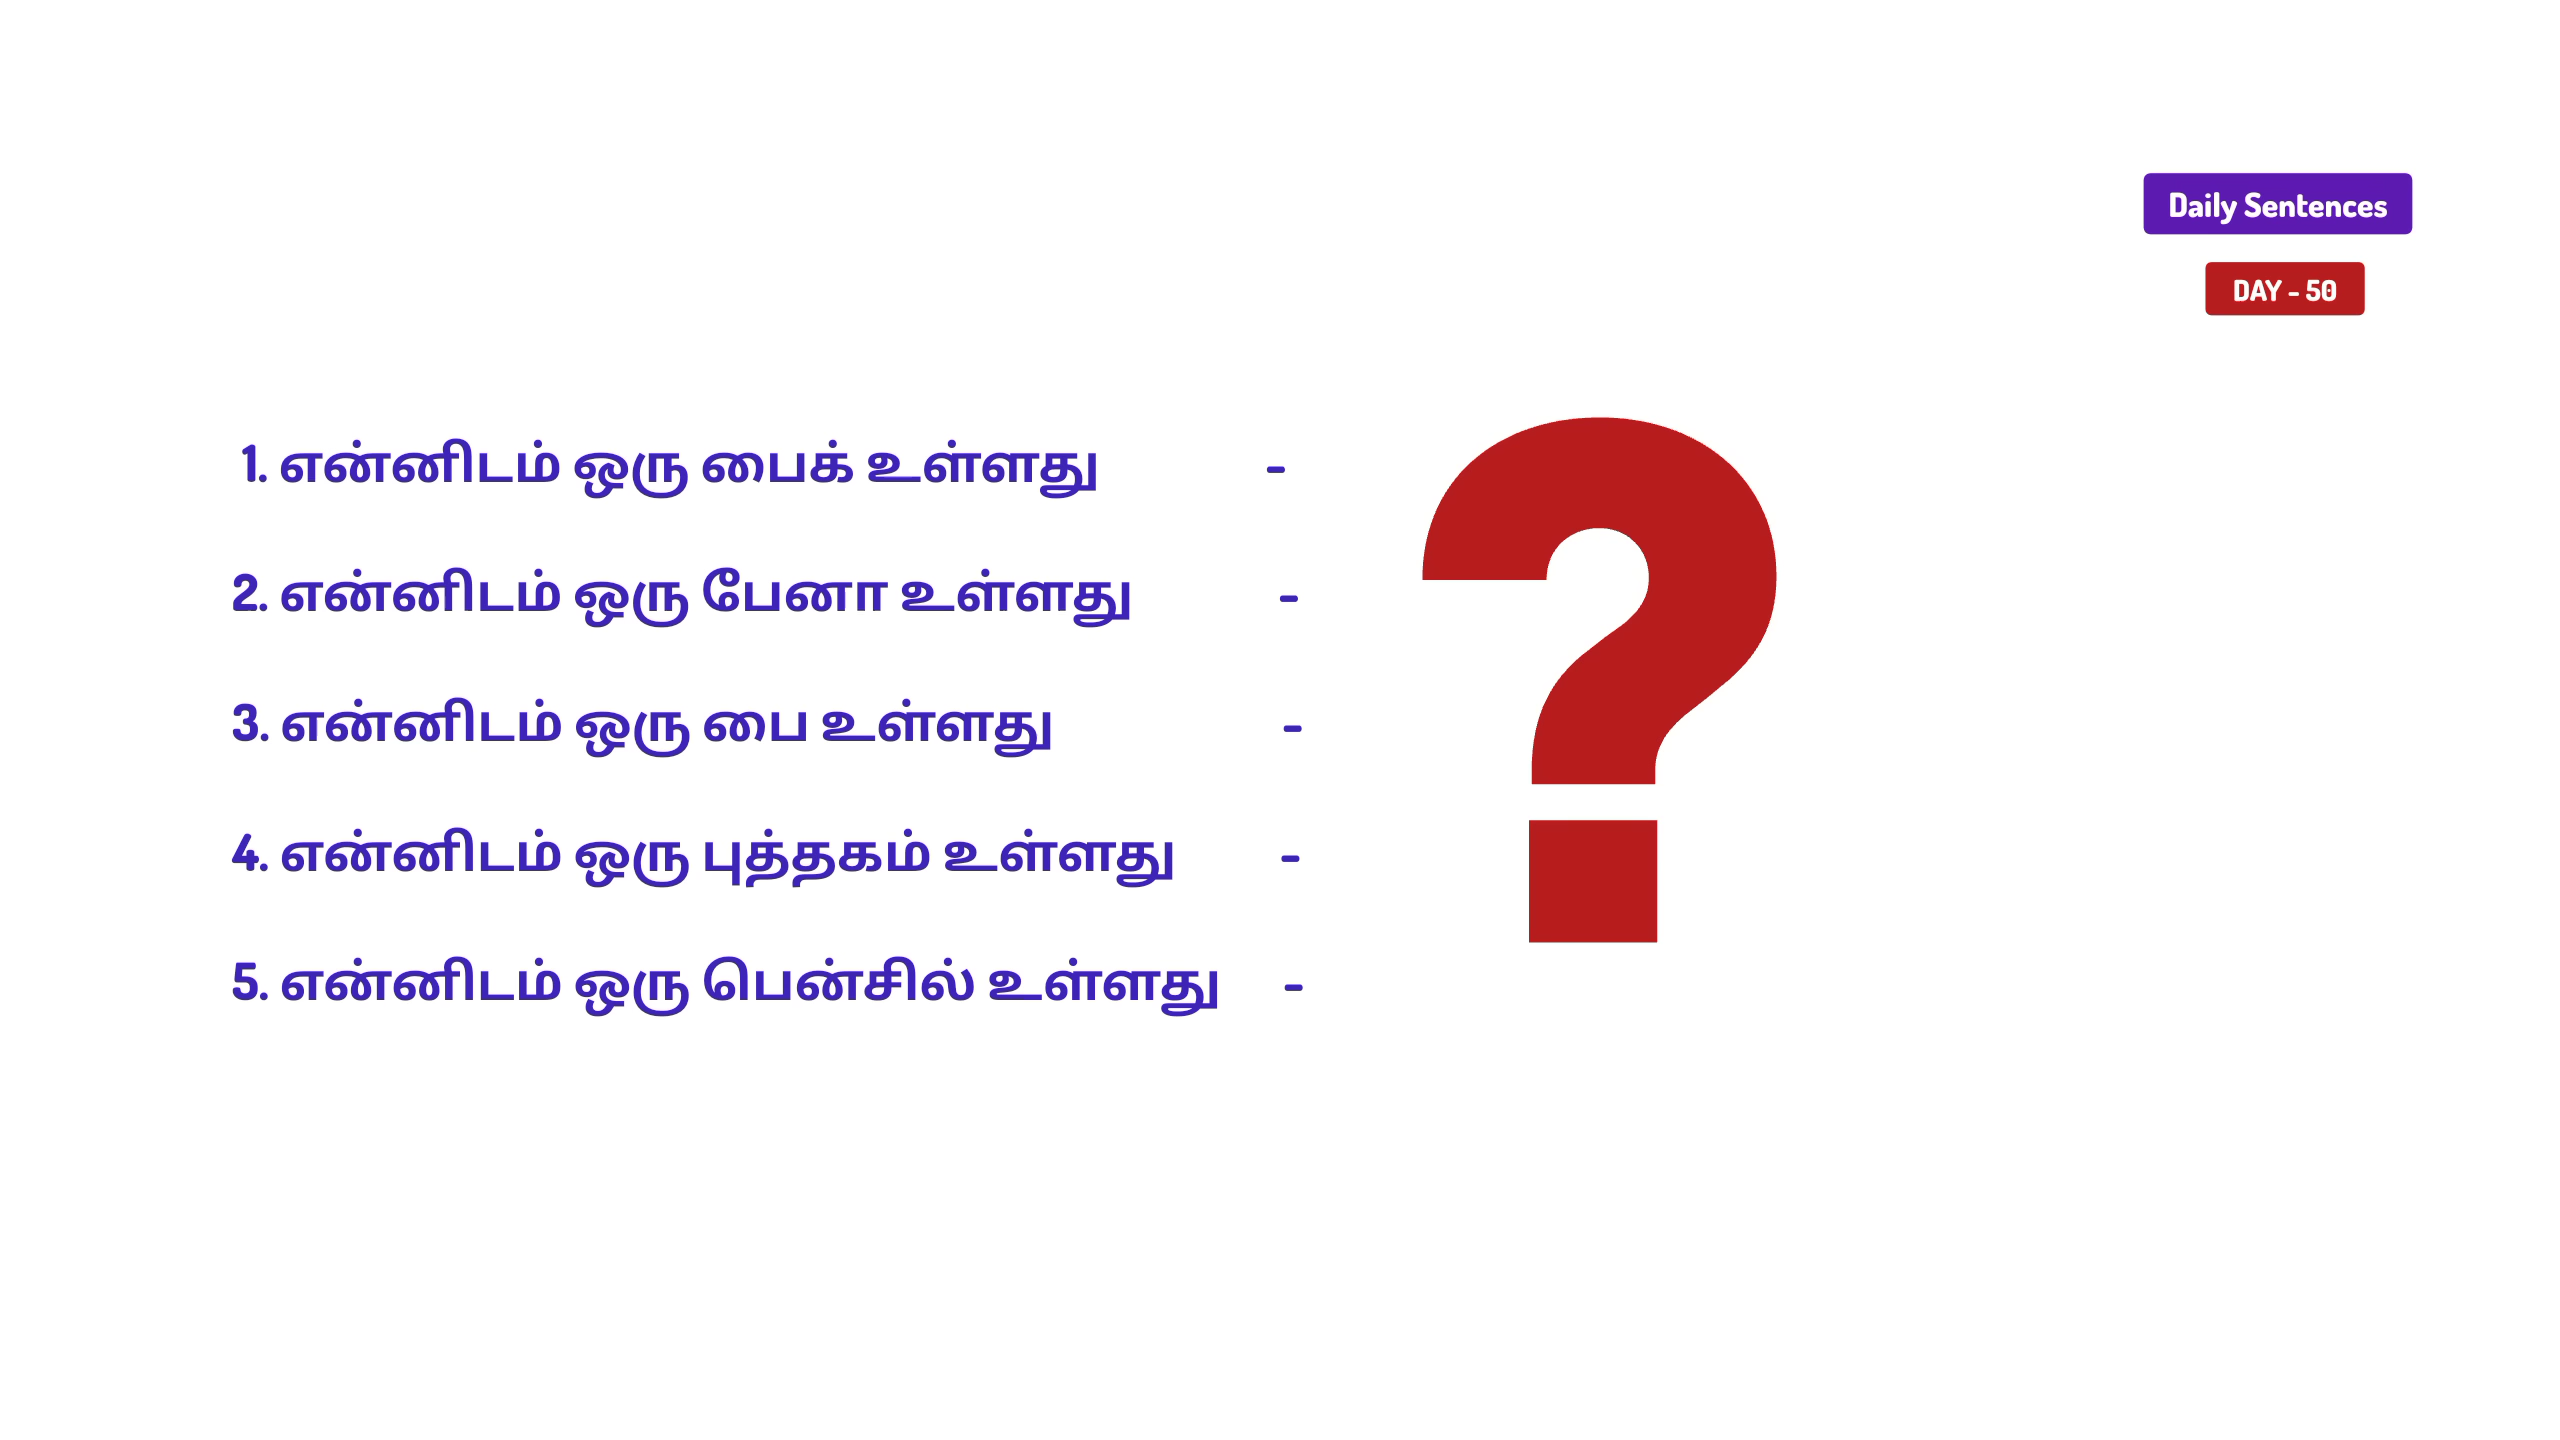 Daily Sentences
DAY - 50
1. என்னிடம் ஒரு பைக் உள்ளது -
2. என்னிடம் ஒரு பேனா உள்ளது -
3. என்னிடம் ஒரு பை உள்ளது -
4. என்னிடம் ஒரு புத்தகம் உள்ளது -
5. என்னிடம் ஒரு பென்சில் உள்ளது -
?